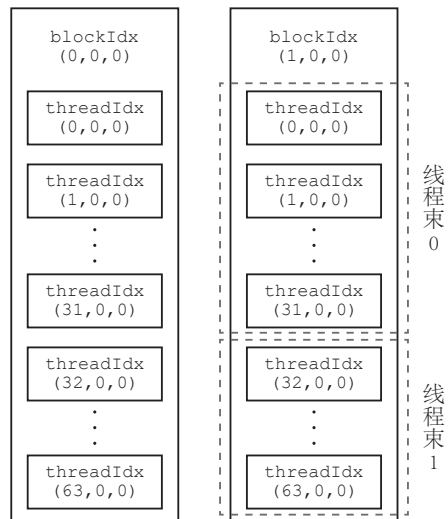 blockIdx
(0,0,0)
threadIdx
(0,0,0)
threadIdx
(1,0,0)
threadIdx
(31,0,0)
threadIdx
(32,0,0)
threadIdx
(63,0,0)
blockIdx
(1,0,0)
threadIdx
(0,0,0)
threadIdx
(1,0,0)
threadIdx
(31,0,0)
threadIdx
(32,0,0)
threadIdx
(63,0,0)
线程束0
线程束1